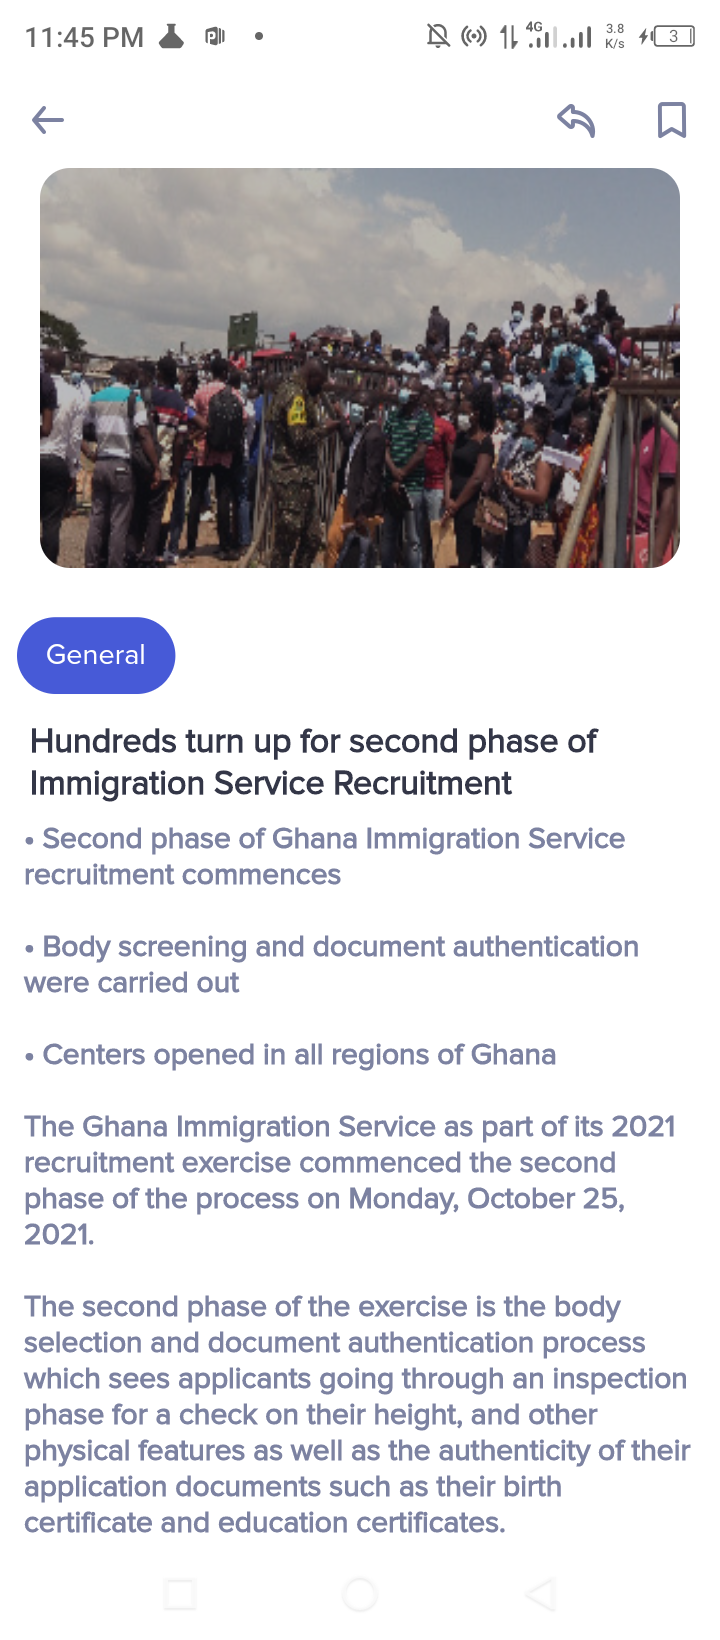 11:45 PM
4G
3.8
K/s
3
General
Hundreds turn up for second phase of
Immigration Service Recruitment
• Second phase of Ghana Immigration Service
recruitment commences
• Body screening and document authentication
were carried out
• Centers opened in all regions of Ghana
The Ghana Immigration Service as part of its 2021
recruitment exercise commenced the second
phase of the process on Monday, October 25,
2021.
The second phase of the exercise is the body
selection and document authentication process
which sees applicants going through an inspection
phase for a check on their height, and other
physical features as well as the authenticity of their
application documents such as their birth
certificate and education certificates.